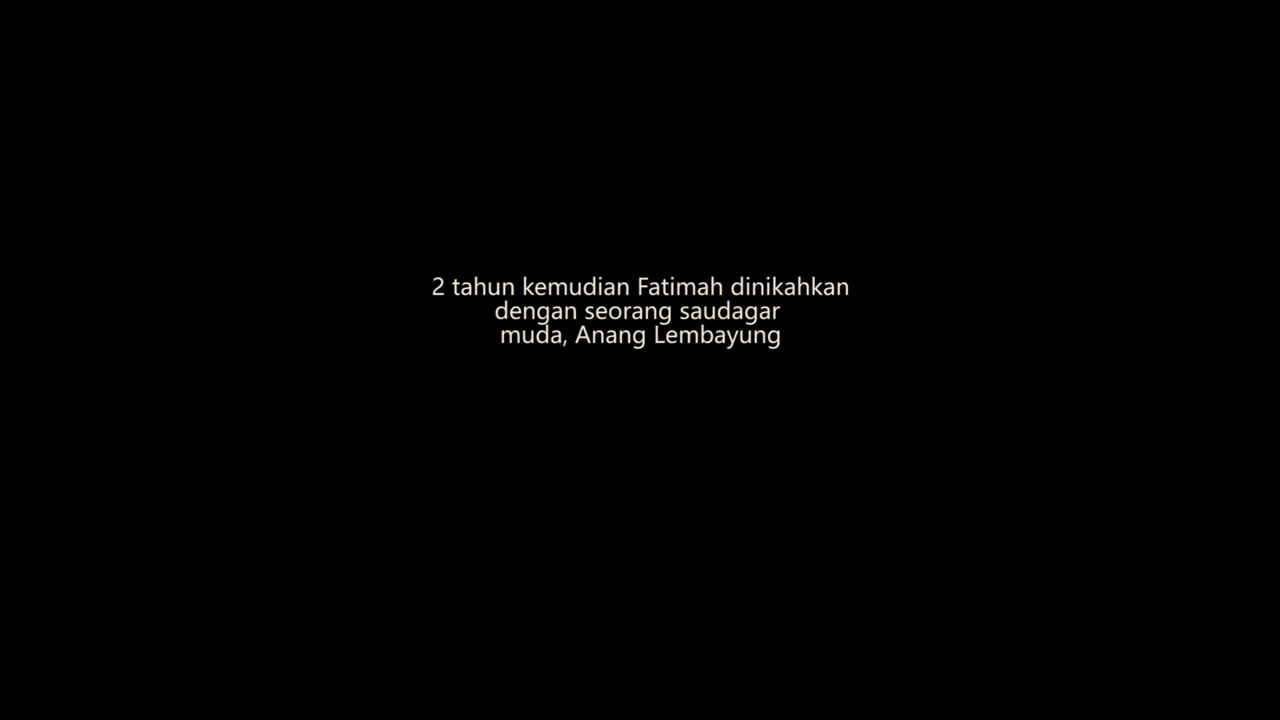 2 tahun kemudian Fatimah dinikahkan
dengan seorang saudagar
muda, Anang Lembayung